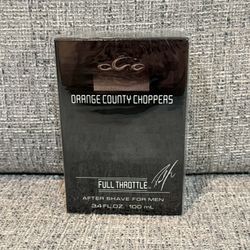 OCC
ORANGE COUNTY CHOPPERS
FULL THROTTLE
AFTER SHAVE FOR MEN
3.4 FL.OZ. 100 mL